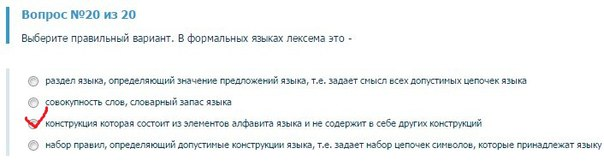 Вопрос №20 из 20
Выберите правильный вариант. В формальных языках лексема это -
раздел языка, определяющий значение предложений языка, т.е. задает смысл всех допустимых цепочек языка
совокупность слов, словарный запас языка
конструкция которая состоит из элементов алфавита языка и не содержит в себе других конструкций
набор правил, определяющий допустимые конструкции языка, т.е. задает набор цепочек символов, которые принадлежат языку